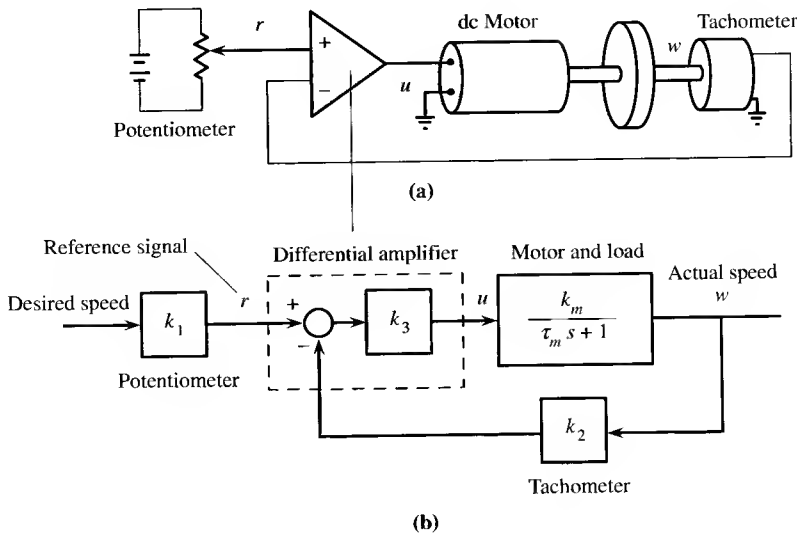 dc Motor
Tachometer
r
+
−
u
w
Potentiometer
(a)
Reference signal
Differential amplifier
Motor and load
Actual speed
w
Desired speed
k₁
r
+
−
k₃
u
kₘ
τₘ s + 1
Potentiometer
k₂
Tachometer
(b)